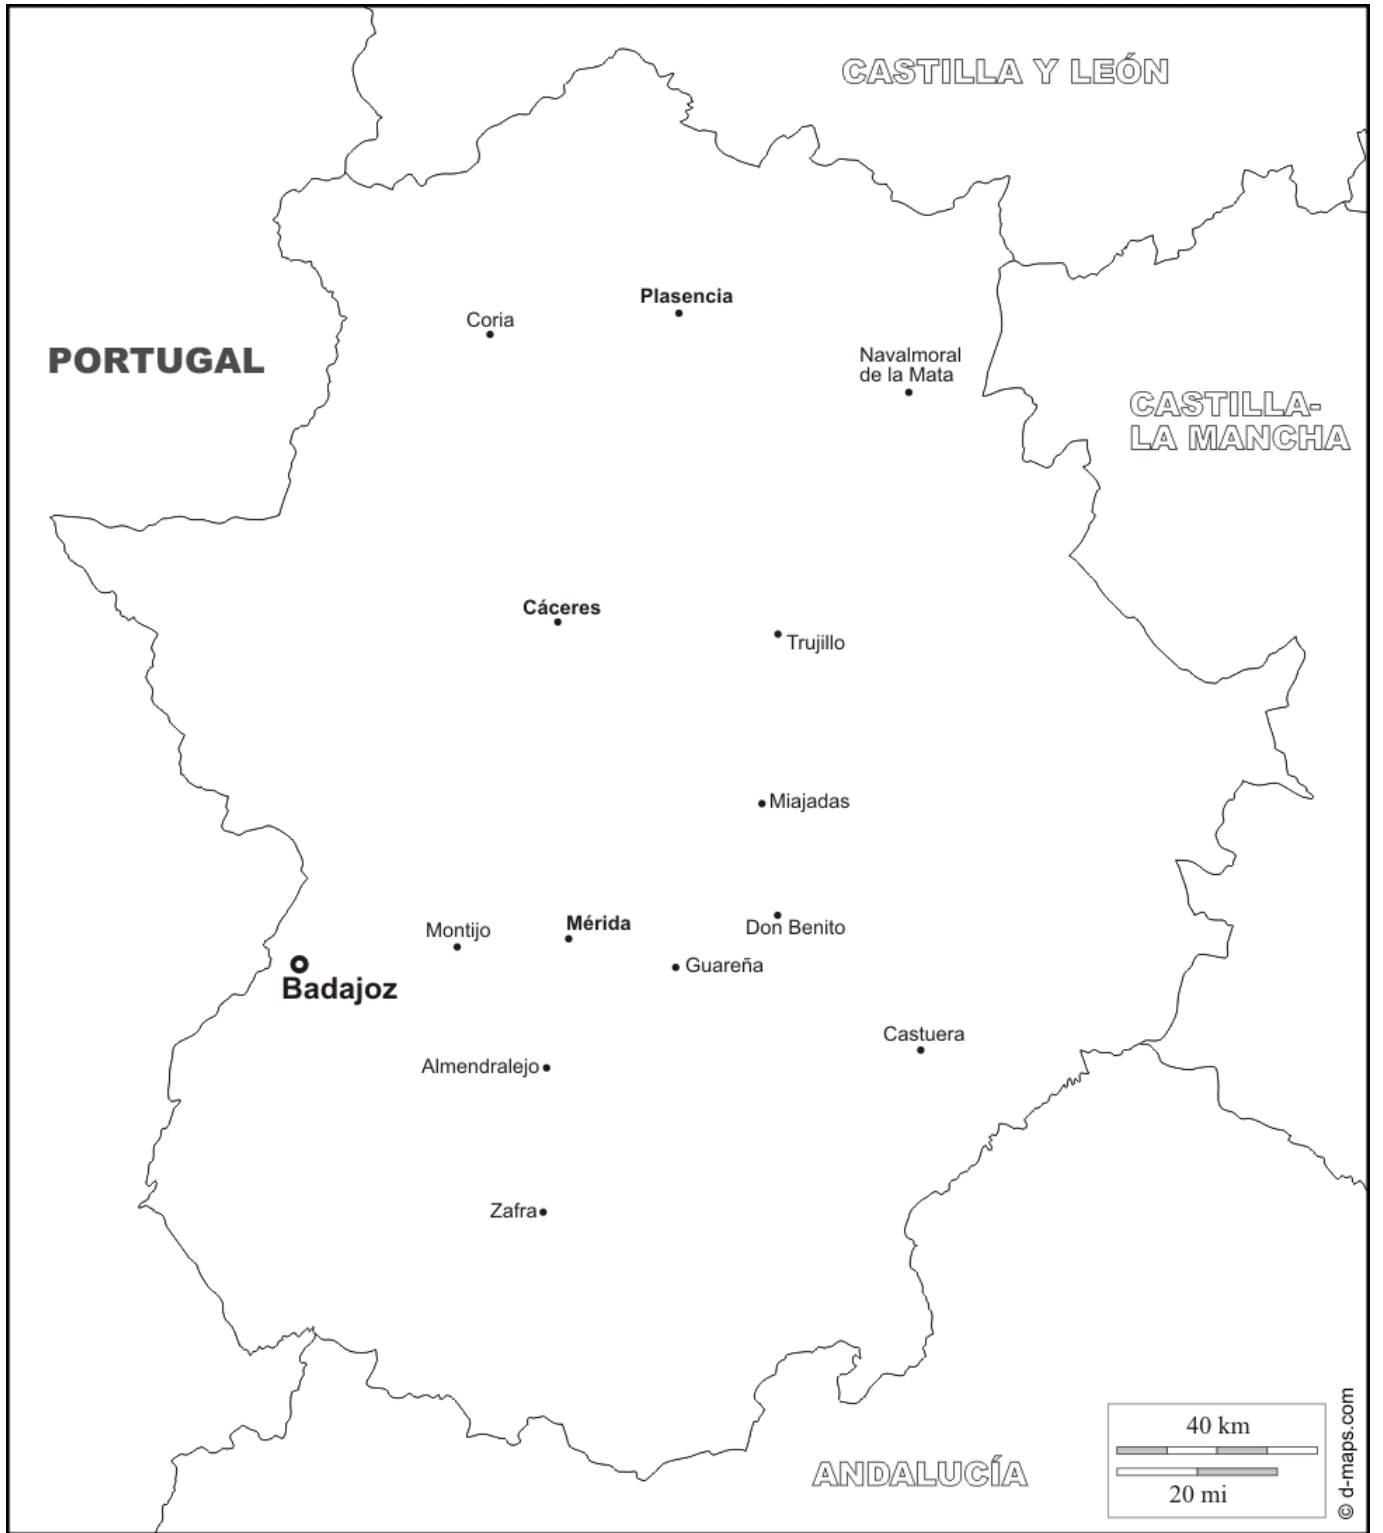 CASTILLA Y LEÓN
Plasencia
Coria
PORTUGAL
Navalmoral
de la Mata
CASTILLA-
LA MANCHA
Cáceres
Trujillo
Miajadas
Mérida
Montijo
Don Benito
Guareña
Badajoz
Castuera
Almendralejo
Zafra
ANDALUCÍA
40 km
20 mi
© d-maps.com